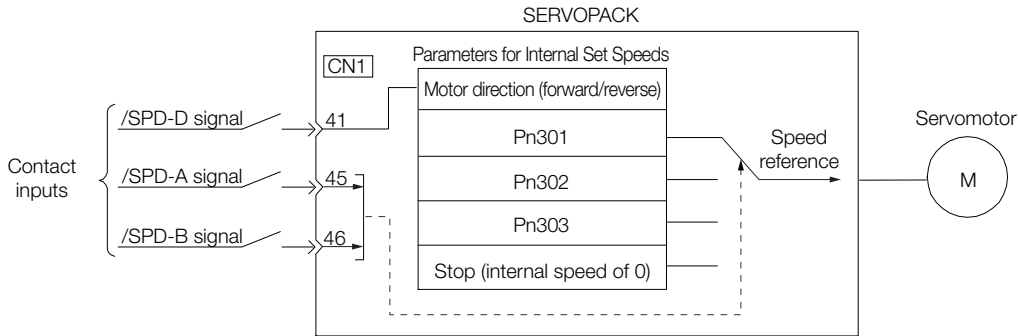 SERVOPACK
CN1
Parameters for Internal Set Speeds
Motor direction (forward/reverse)
/SPD-D signal
41
Pn301
Speed
reference
Servomotor
Contact
inputs
/SPD-A signal
45
Pn302
M
Pn303
/SPD-B signal
46
Stop (internal speed of 0)